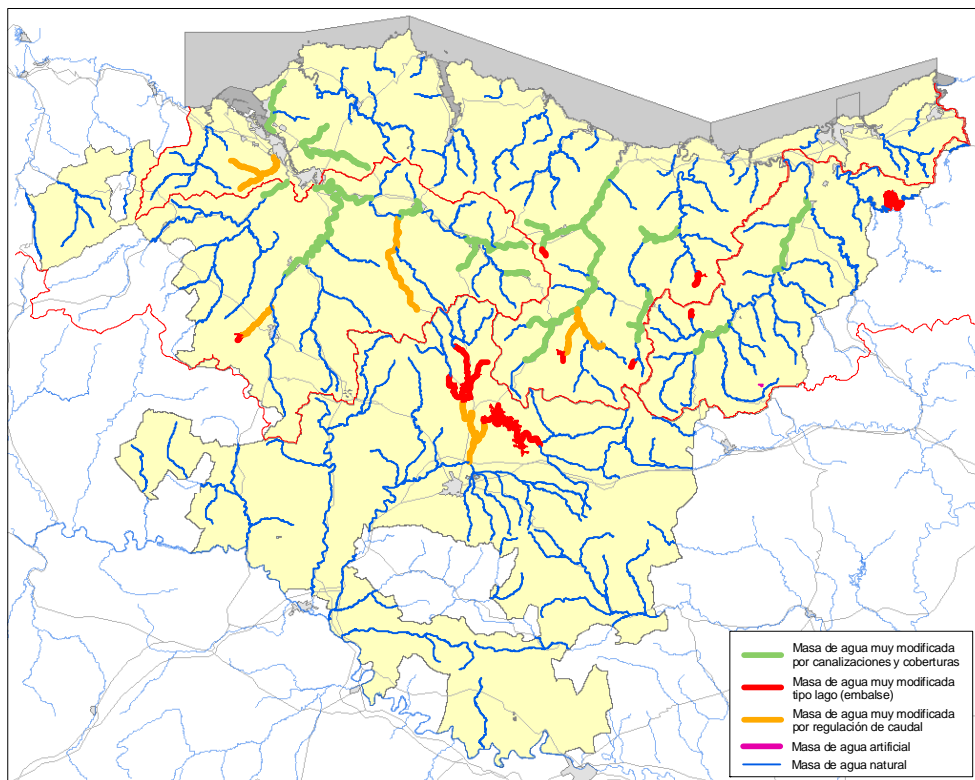 Masa de agua muy modificada
por canalizaciones y coberturas
Masa de agua muy modificada
tipo lago (embalse)
Masa de agua muy modificada
por regulación de caudal
Masa de agua artificial
Masa de agua natural